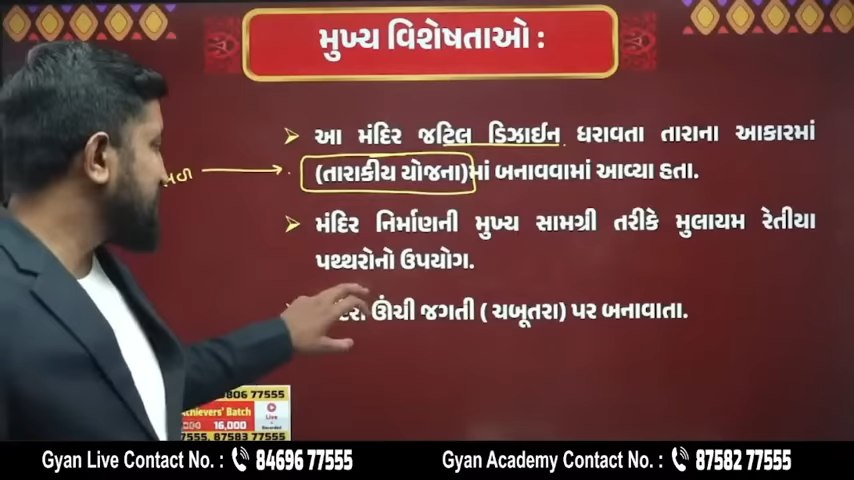 મુખ્ય વિશેષતાઓ :
આ મંદિર જટિલ ડિઝાઈન ધરાવતા તારાના આકારમાં
(તારાકીય યોજના)માં બનાવવામાં આવ્યા હતા.
મંદિર નિર્માણની મુખ્ય સામગ્રી તરીકે મુલાયમ રેતીયા
પથ્થરોનો ઉપયોગ.
ઊંચી જગતી ( ચબૂતરા) પર બનાવાતા.
77555
Achievers' Batch
Live
16,000
87583 77555
Gyan Live Contact No. : 84696 77555
Gyan Academy Contact No. : 87582 77555